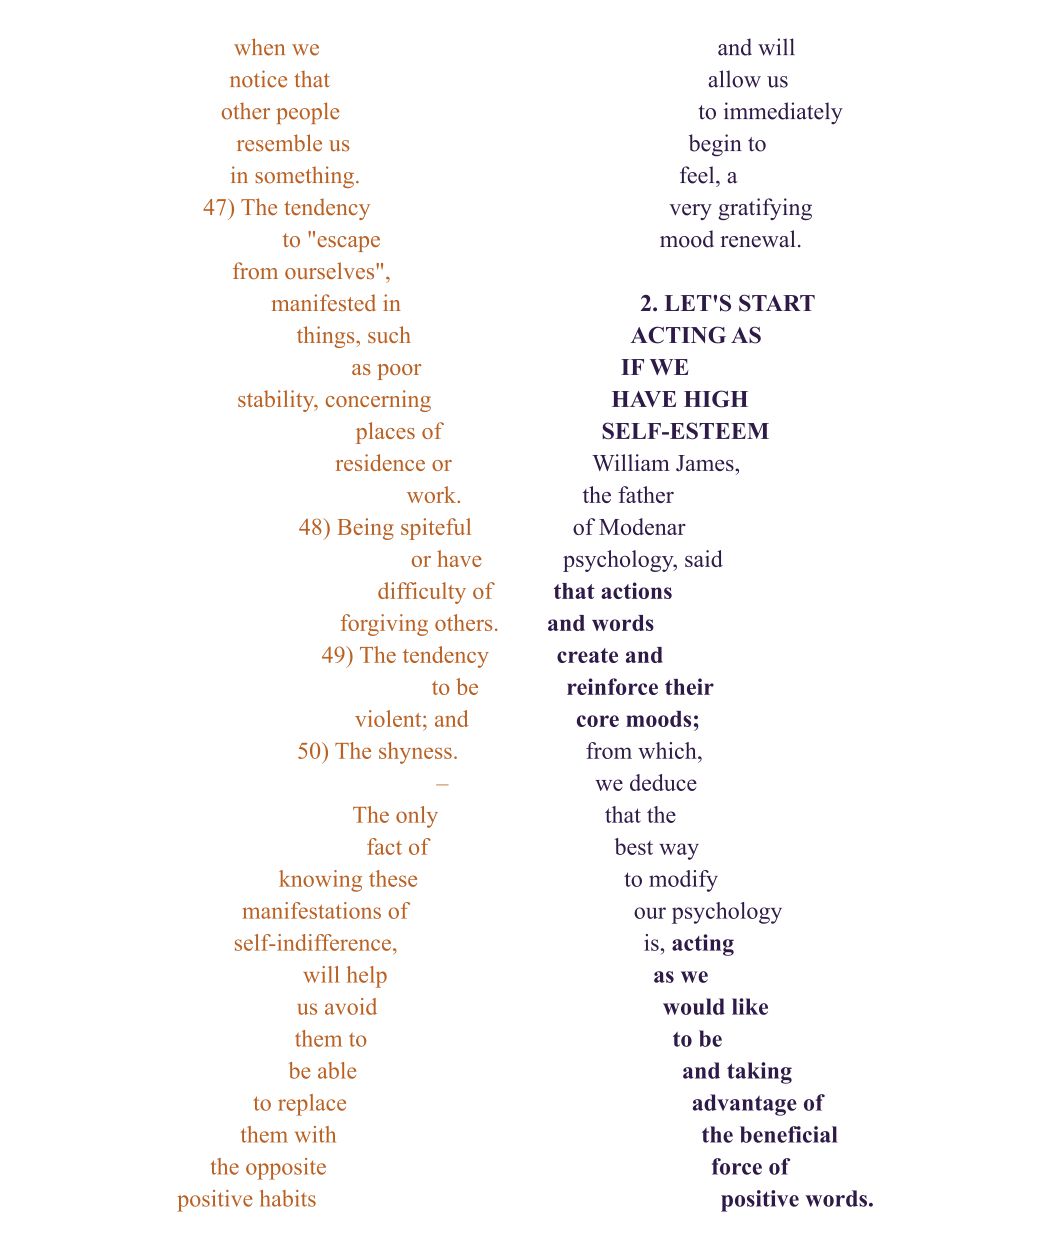 when we
notice that
other people
resemble us
in something.
47) The tendency
to "escape
from ourselves",
manifested in
things, such
as poor
stability, concerning
places of
residence or
work.
48) Being spiteful
or have
difficulty of
forgiving others.
49) The tendency
to be
violent; and
50) The shyness.
–
The only
fact of
knowing these
manifestations of
self-indifference,
will help
us avoid
them to
be able
to replace
them with
the opposite
positive habits
and will
allow us
to immediately
begin to
feel, a
very gratifying
mood renewal.
2. LET'S START
ACTING AS
IF WE
HAVE HIGH
SELF-ESTEEM
William James,
the father
of Modenar
psychology, said
that actions
and words
create and
reinforce their
core moods;
from which,
we deduce
that the
best way
to modify
our psychology
is, acting
as we
would like
to be
and taking
advantage of
the beneficial
force of
positive words.